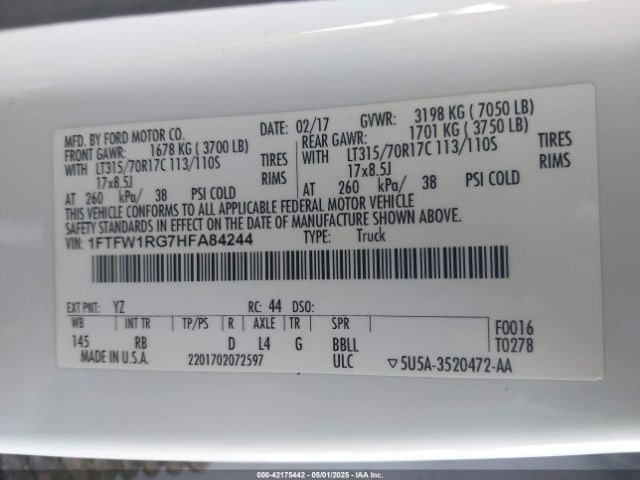 MFD. BY FORD MOTOR CO.
DATE: 02/17 GVWR: 3198 KG ( 7050 LB)
FRONT GAWR: 1678 KG ( 3700 LB)
REAR GAWR: 1701 KG ( 3750 LB)
WITH LT315/70R17C 113/110S TIRES
WITH LT315/70R17C 113/110S TIRES
17x8.5J RIMS
17x8.5J RIMS
AT 260 kPa/ 38 PSI COLD
AT 260 kPa/ 38 PSI COLD
THIS VEHICLE CONFORMS TO ALL APPLICABLE FEDERAL MOTOR VEHICLE
SAFETY STANDARDS IN EFFECT ON THE DATE OF MANUFACTURE SHOWN ABOVE.
VIN: 1FTFW1RG7HFA84244 TYPE: Truck
EXT PNT: YZ RC: 44 DSO:
WB INT TR TP/PS R AXLE TR SPR F0016
145 RB D L4 G BBLL T0278
MADE IN U.S.A. 2201702072597 ULC ▽5U5A-3520472-AA
000-42175442 - 05/01/2025 - IAA Inc.